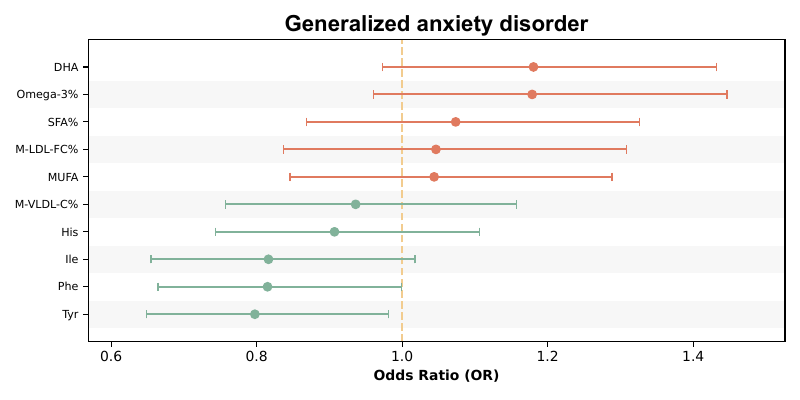 Generalized anxiety disorder
DHA
Omega-3%
SFA%
M-LDL-FC%
MUFA
M-VLDL-C%
His
Ile
Phe
Tyr
0.6 0.8 1.0 1.2 1.4
Odds Ratio (OR)